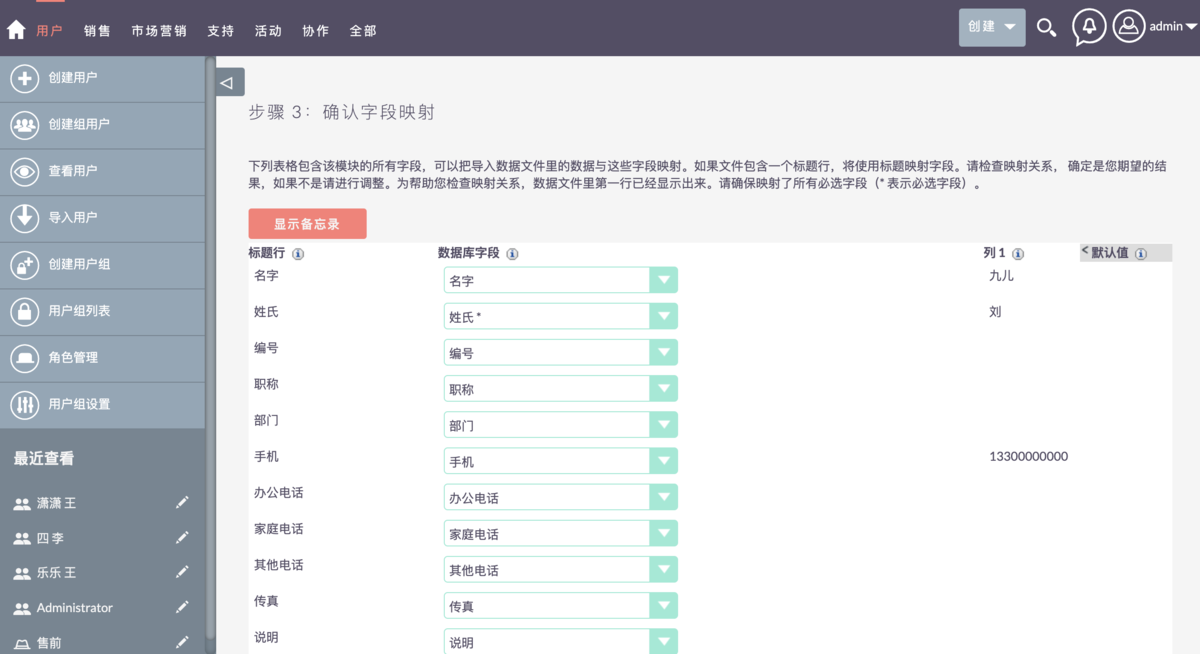 用户 销售 市场营销 支持 活动 协作 全部 创建 admin
创建用户
创建组用户
查看用户
导入用户
创建用户组
用户组列表
角色管理
用户组设置
最近查看
潇潇 王
四 李
乐乐 王
Administrator
售前
步骤 3：确认字段映射
下列表格包含该模块的所有字段，可以把导入数据文件里的数据与这些字段映射。如果文件包含一个标题行，将使用标题映射字段。请检查映射关系， 确定是您期望的结
果，如果不是请进行调整。为帮助您检查映射关系，数据文件里第一行已经显示出来。请确保映射了所有必选字段（* 表示必选字段）。
显示备忘录
标题行 数据库字段 列 1 < 默认值
名字 名字 九儿
姓氏 姓氏 * 刘
编号 编号
职称 职称
部门 部门
手机 手机 13300000000
办公电话 办公电话
家庭电话 家庭电话
其他电话 其他电话
传真 传真
说明 说明